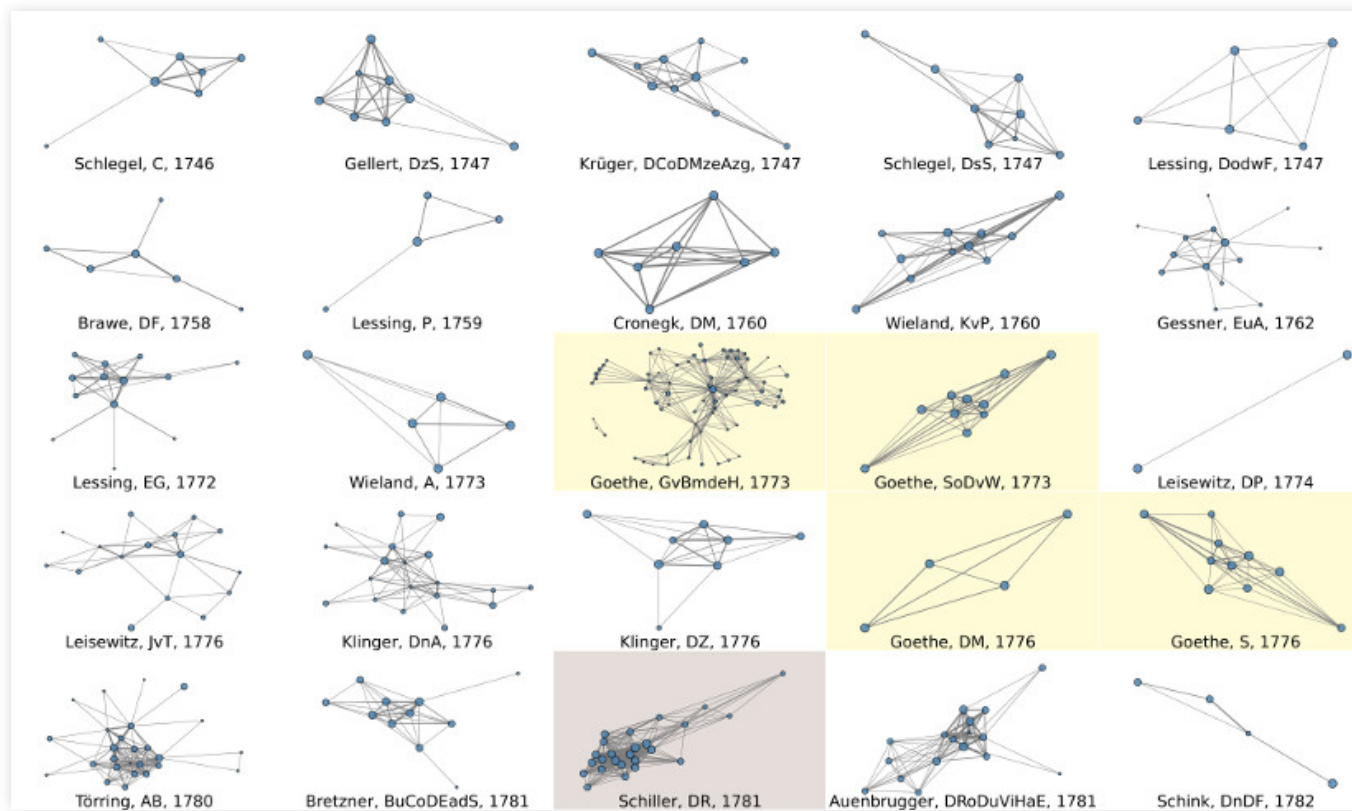 Schlegel, C, 1746
Gellert, DzS, 1747
Krüger, DCoDMzeAzg, 1747
Schlegel, DsS, 1747
Lessing, DodwF, 1747
Brawe, DF, 1758
Lessing, P, 1759
Cronegk, DM, 1760
Wieland, KvP, 1760
Gessner, EuA, 1762
Lessing, EG, 1772
Wieland, A, 1773
Goethe, GvBmdeH, 1773
Goethe, SoDvW, 1773
Leisewitz, DP, 1774
Leisewitz, JvT, 1776
Klinger, DnA, 1776
Klinger, DZ, 1776
Goethe, DM, 1776
Goethe, S, 1776
Törring, AB, 1780
Bretzner, BuCoDEadS, 1781
Schiller, DR, 1781
Auenbrugger, DRoDuViHaE, 1781
Schink, DnDF, 1782